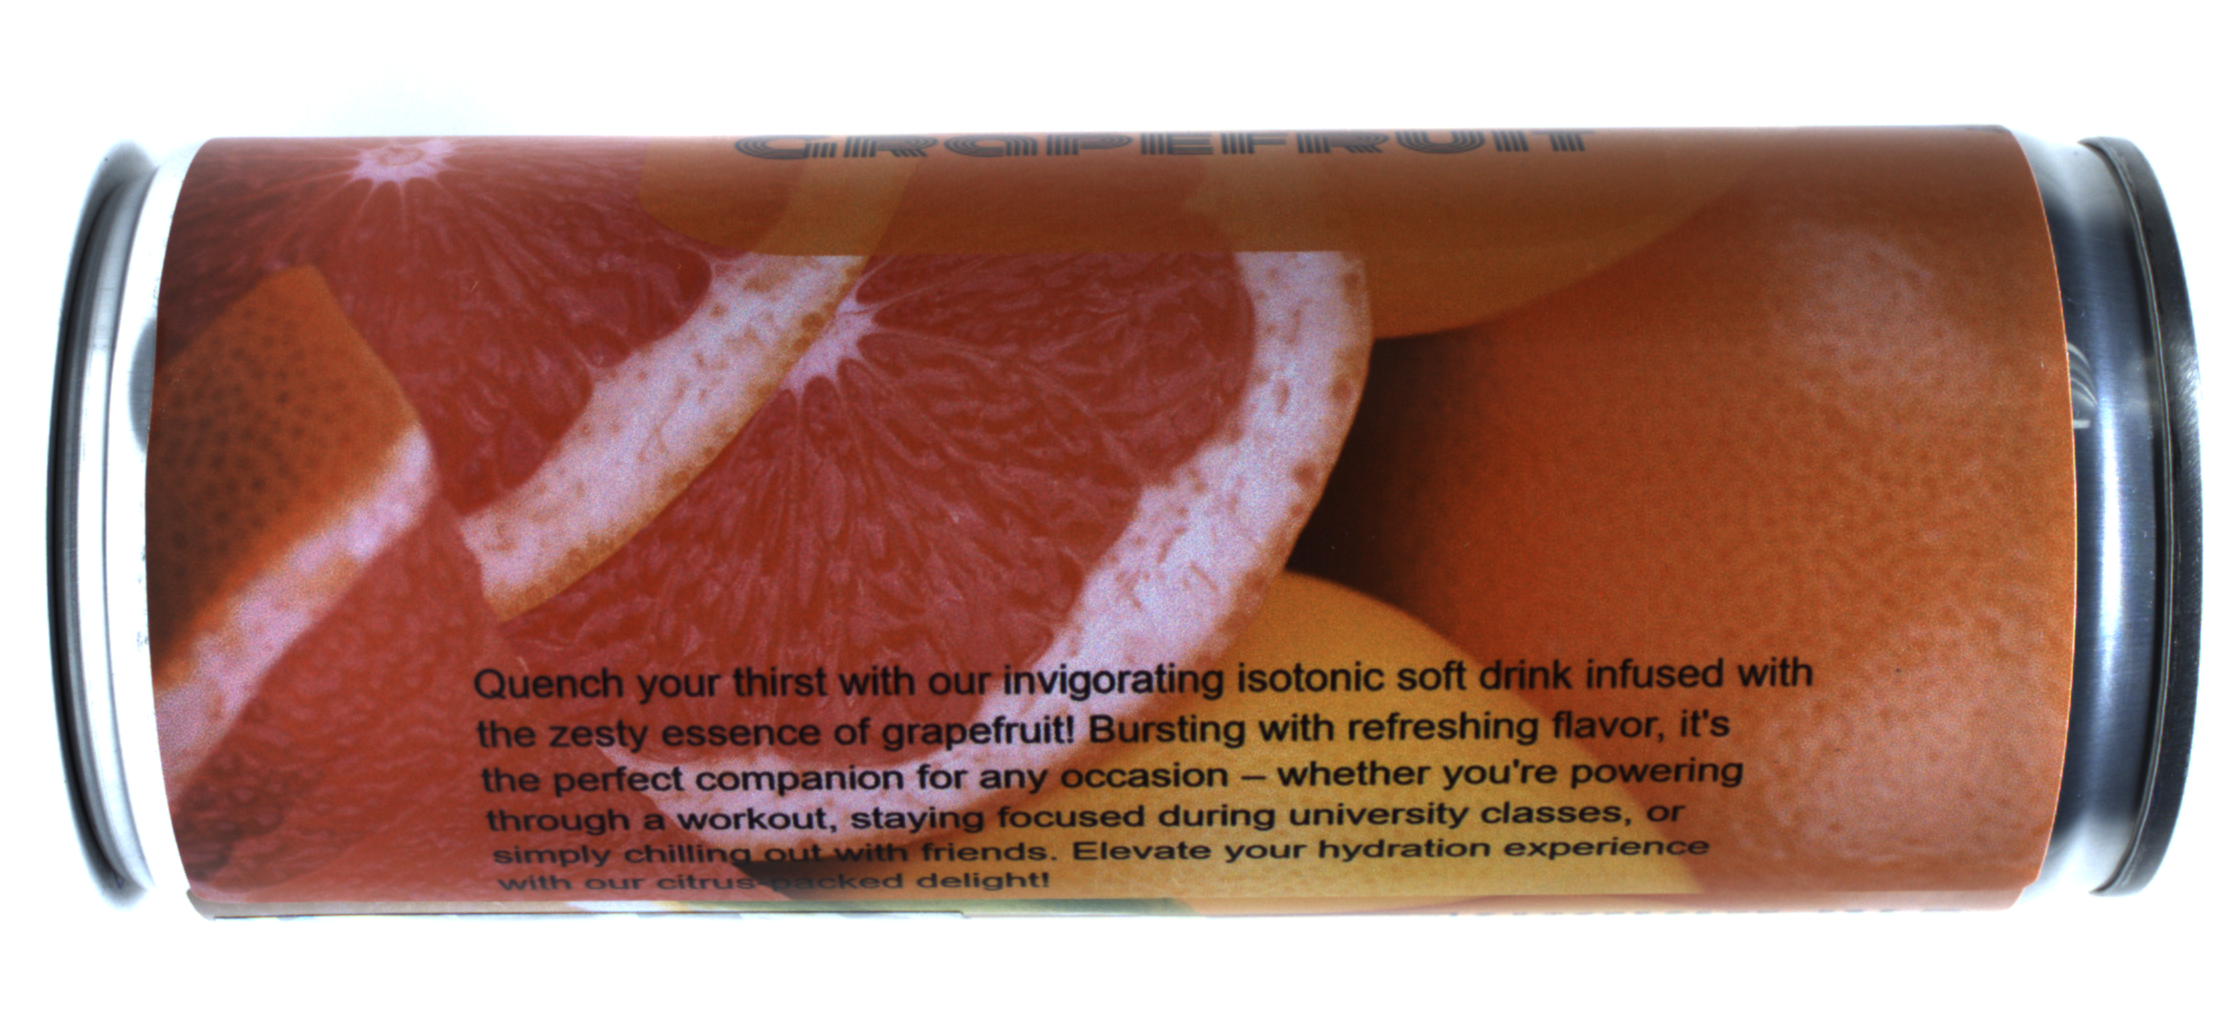 GRAPEFRUIT
Quench your thirst with our invigorating isotonic soft drink infused with
the zesty essence of grapefruit! Bursting with refreshing flavor, it's
the perfect companion for any occasion – whether you're powering
through a workout, staying focused during university classes, or
simply chilling out with friends. Elevate your hydration experience
with our citrus-packed delight!